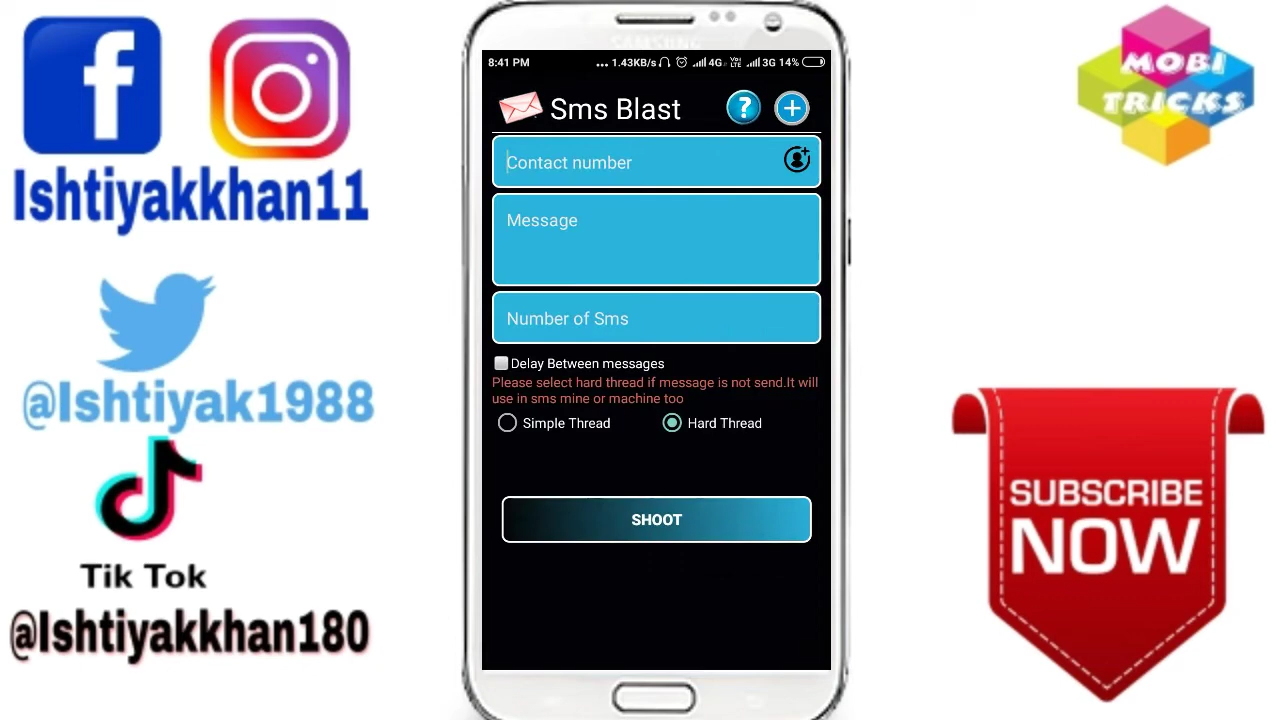 Ishtiyakkhan11
@Ishtiyak1988
Tik Tok
@Ishtiyakkhan180
SAMSUNG
8:41 PM ... 1.43KB/s 4G VoLTE 3G 14%
Sms Blast ? +
Contact number
Message
Number of Sms
Delay Between messages
Please select hard thread if message is not send.It will
use in sms mine or machine too
Simple Thread Hard Thread
SHOOT
MOBI
TRICKS
SUBSCRIBE
NOW